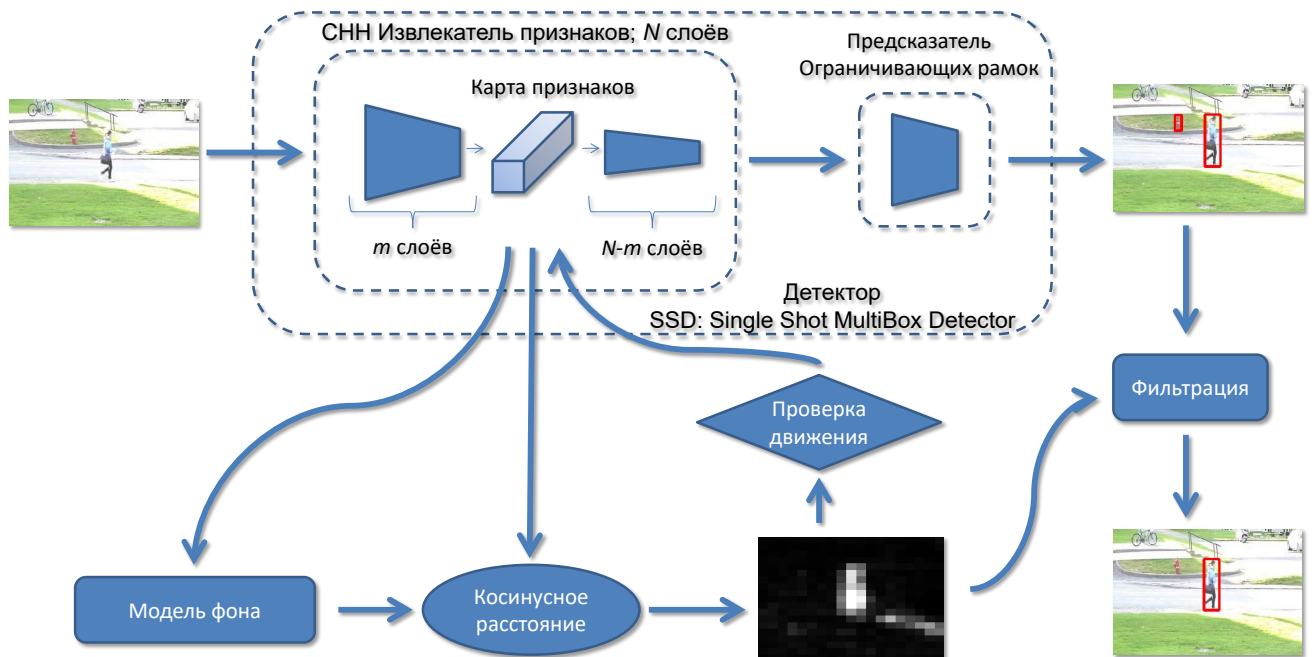 СНН Извлекатель признаков; N слоёв
Предсказатель
Ограничивающих рамок
Карта признаков
m слоёв
N-m слоёв
Детектор
SSD: Single Shot MultiBox Detector
Проверка
движения
Фильтрация
Модель фона
Косинусное
расстояние